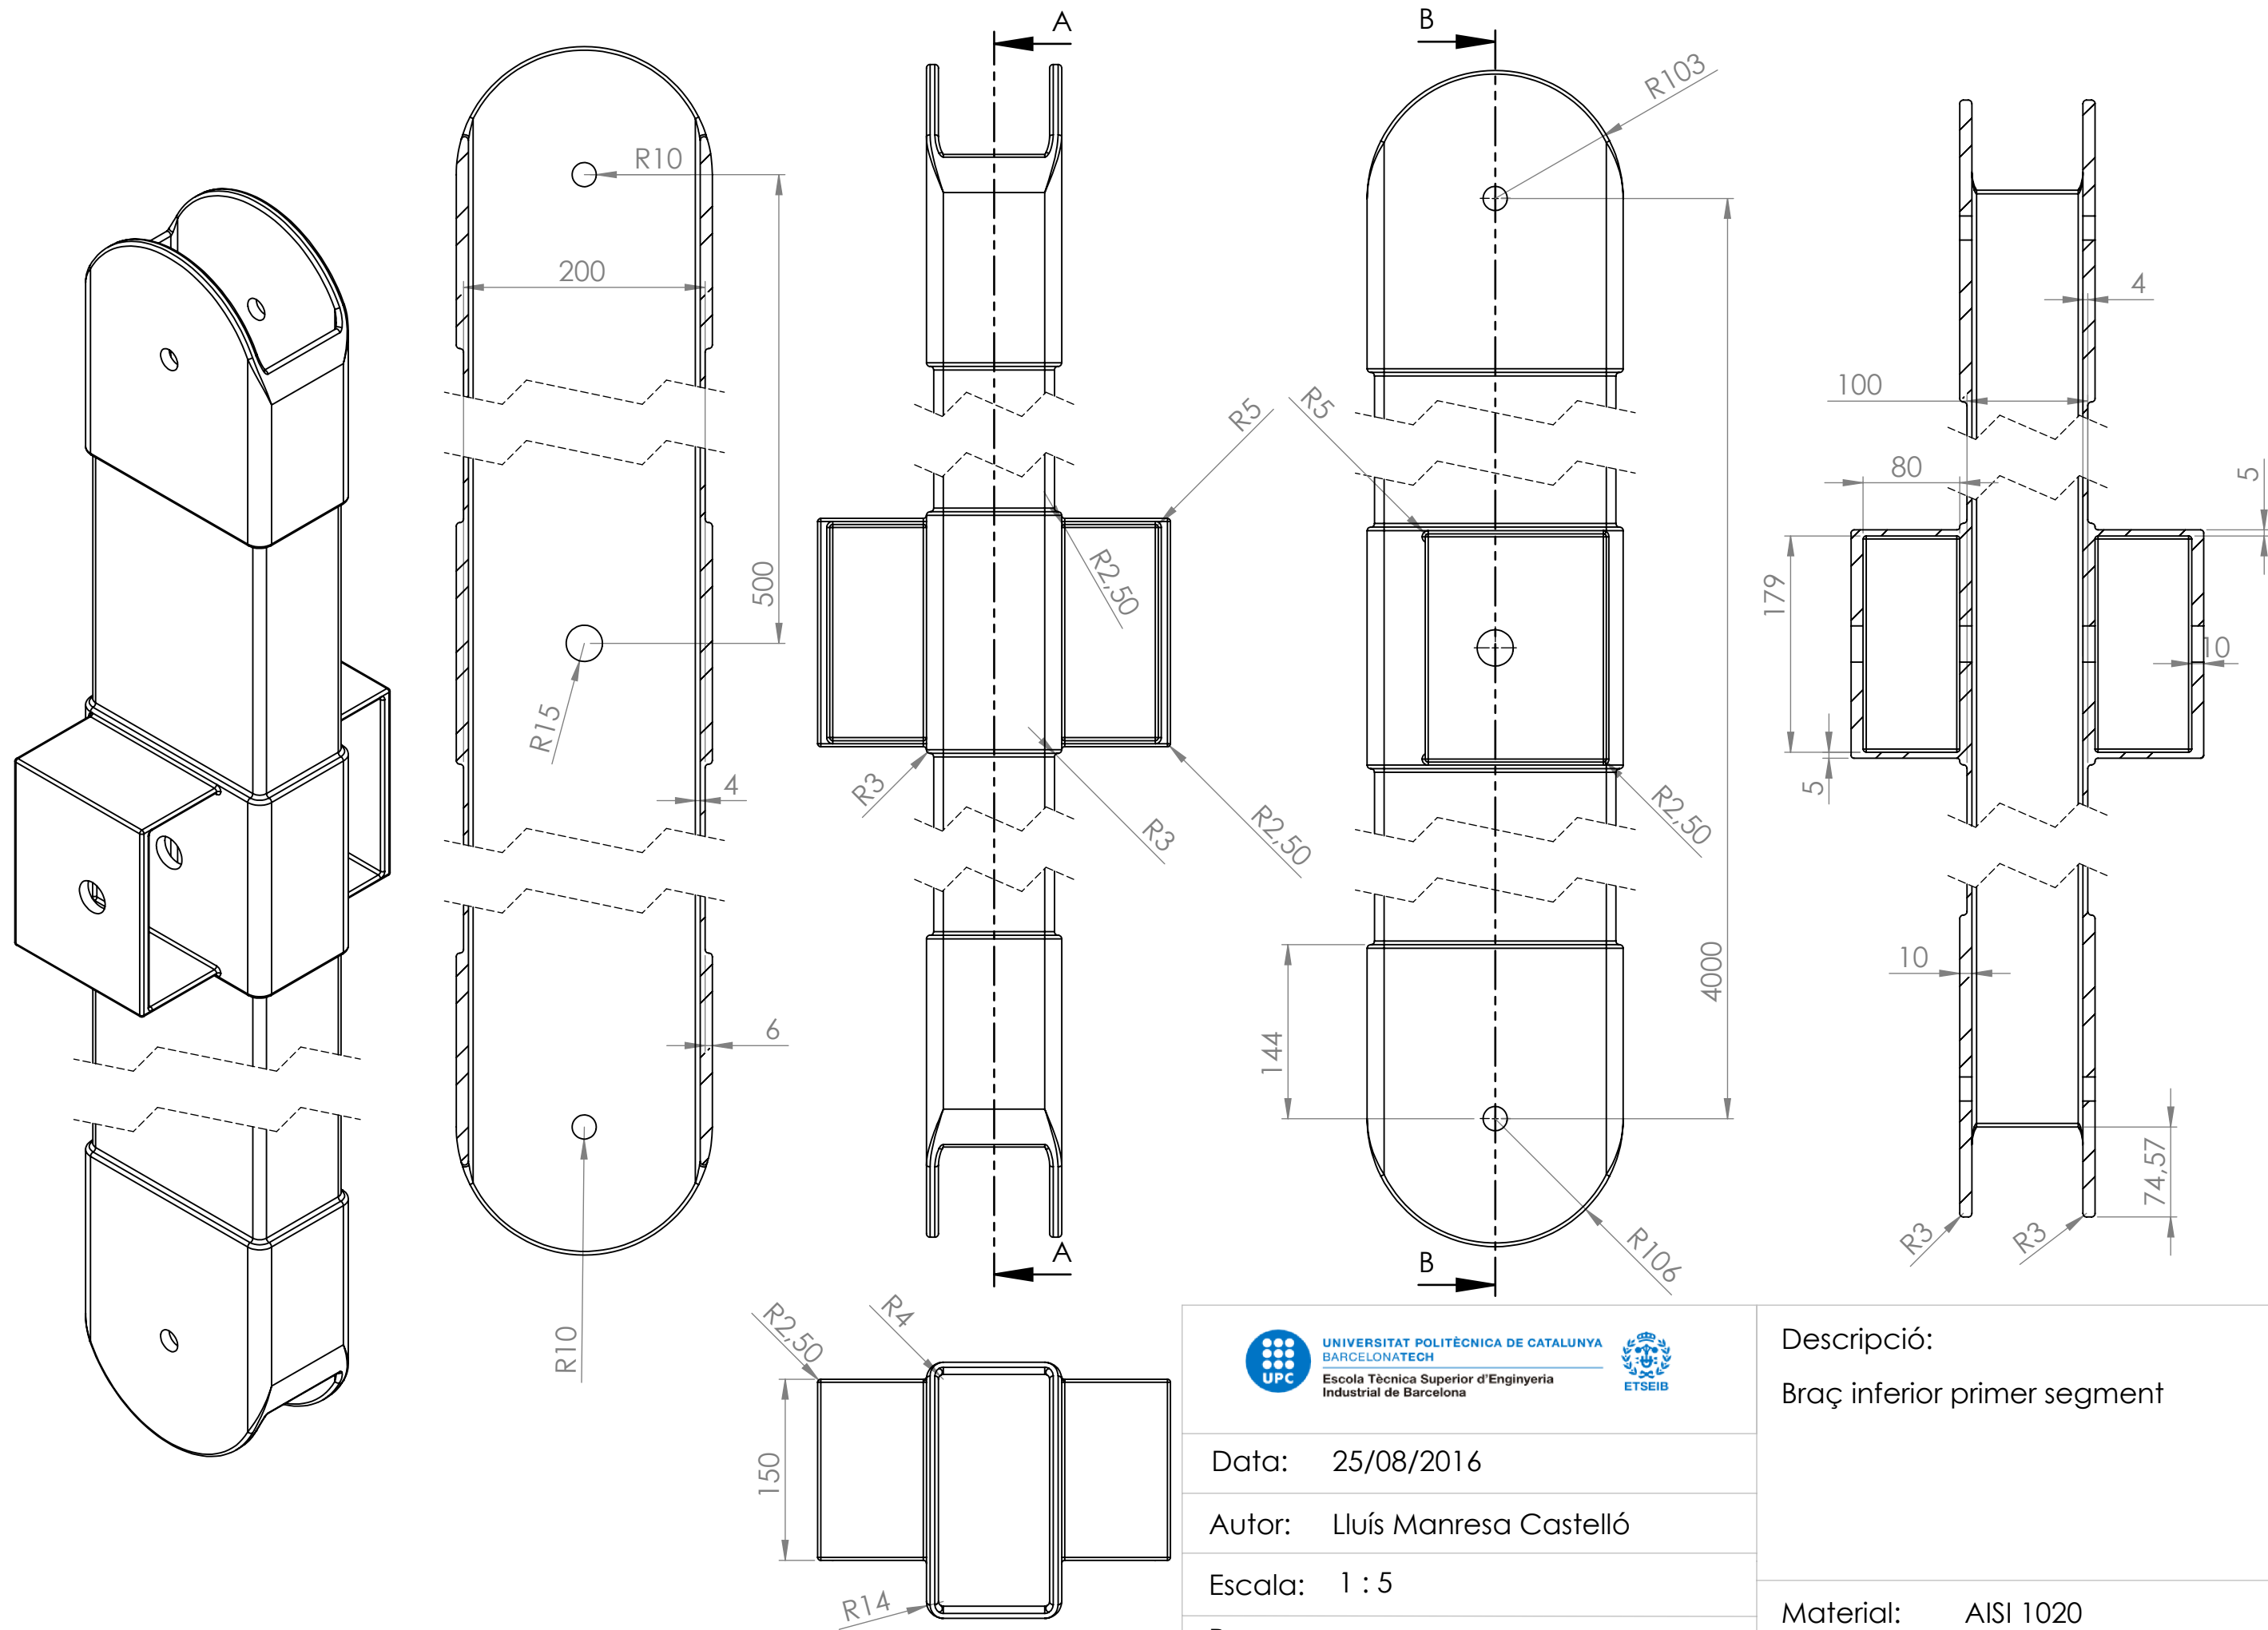 A
B
R103
R10
200
4
100
R5
R5
80
5
500
R2,50
179
10
R15
4
R3
R3
R2,50
R2,50
5
4000
10
144
6
74,57
R3
R3
R106
A
B
R10
R2,50
R4
150
R14
UPC
UNIVERSITAT POLITÈCNICA DE CATALUNYA
BARCELONATECH
Escola Tècnica Superior d'Enginyeria
Industrial de Barcelona
ETSEIB
Descripció:
Braç inferior primer segment
Data: 25/08/2016
Autor: Lluís Manresa Castelló
Escala: 1 : 5
Material: AISI 1020